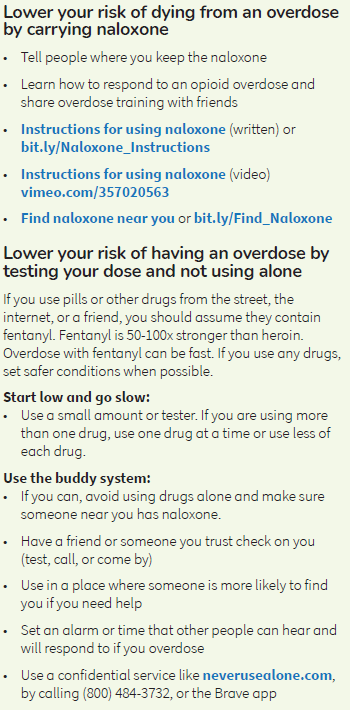 Lower your risk of dying from an overdose
by carrying naloxone
• Tell people where you keep the naloxone
• Learn how to respond to an opioid overdose and
share overdose training with friends
• Instructions for using naloxone (written) or
bit.ly/Naloxone_Instructions
• Instructions for using naloxone (video)
vimeo.com/357020563
• Find naloxone near you or bit.ly/Find_Naloxone
Lower your risk of having an overdose by
testing your dose and not using alone
If you use pills or other drugs from the street, the
internet, or a friend, you should assume they contain
fentanyl. Fentanyl is 50-100x stronger than heroin.
Overdose with fentanyl can be fast. If you use any drugs,
set safer conditions when possible.
Start low and go slow:
• Use a small amount or tester. If you are using more
than one drug, use one drug at a time or use less of
each drug.
Use the buddy system:
• If you can, avoid using drugs alone and make sure
someone near you has naloxone.
• Have a friend or someone you trust check on you
(test, call, or come by)
• Use in a place where someone is more likely to find
you if you need help
• Set an alarm or time that other people can hear and
will respond to if you overdose
• Use a confidential service like neverusealone.com,
by calling (800) 484-3732, or the Brave app